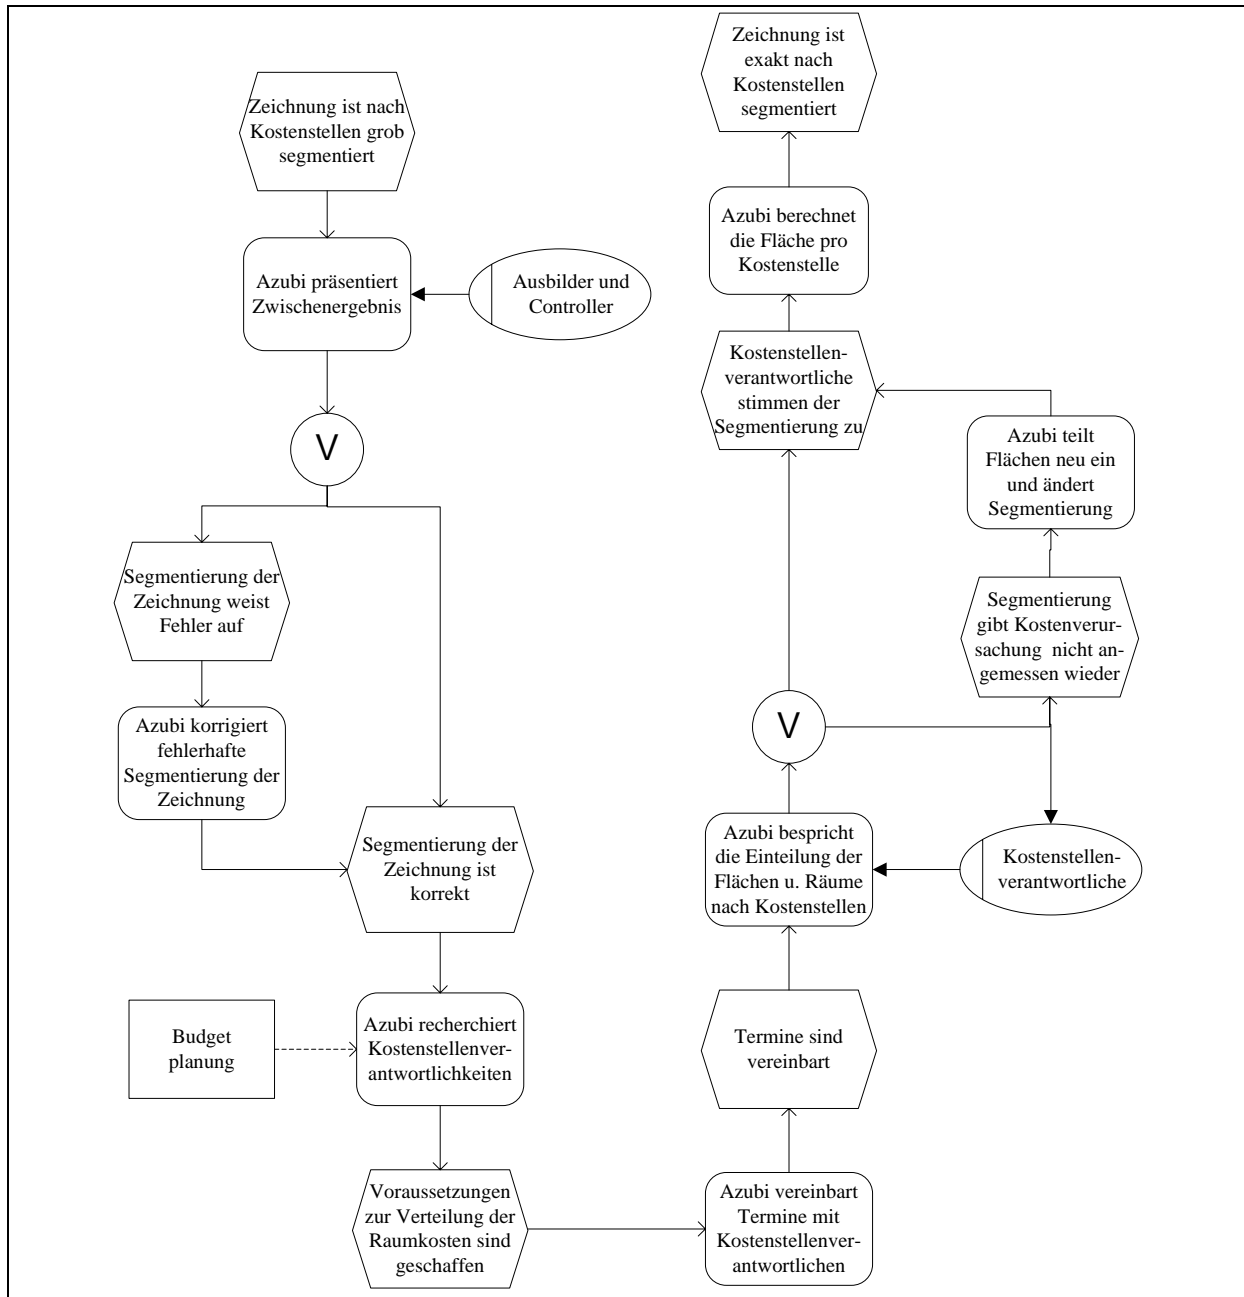 Zeichnung ist nach
Kostenstellen grob
segmentiert
Azubi präsentiert
Zwischenergebnis
Ausbilder und
Controller
V
Segmentierung der
Zeichnung weist
Fehler auf
Azubi korrigiert
fehlerhafte
Segmentierung der
Zeichnung
Segmentierung der
Zeichnung ist
korrekt
Budget
planung
Azubi recherchiert
Kostenstellenver-
antwortlichkeiten
Voraussetzungen
zur Verteilung der
Raumkosten sind
geschaffen
Azubi vereinbart
Termine mit
Kostenstellenver-
antwortlichen
Termine sind
vereinbart
Azubi bespricht
die Einteilung der
Flächen u. Räume
nach Kostenstellen
Kostenstellen-
verantwortliche
V
Segmentierung
gibt Kostenverur-
sachung nicht an-
gemessen wieder
Azubi teilt
Flächen neu ein
und ändert
Segmentierung
Kostenstellen-
verantwortliche
stimmen der
Segmentierung zu
Azubi berechnet
die Fläche pro
Kostenstelle
Zeichnung ist
exakt nach
Kostenstellen
segmentiert